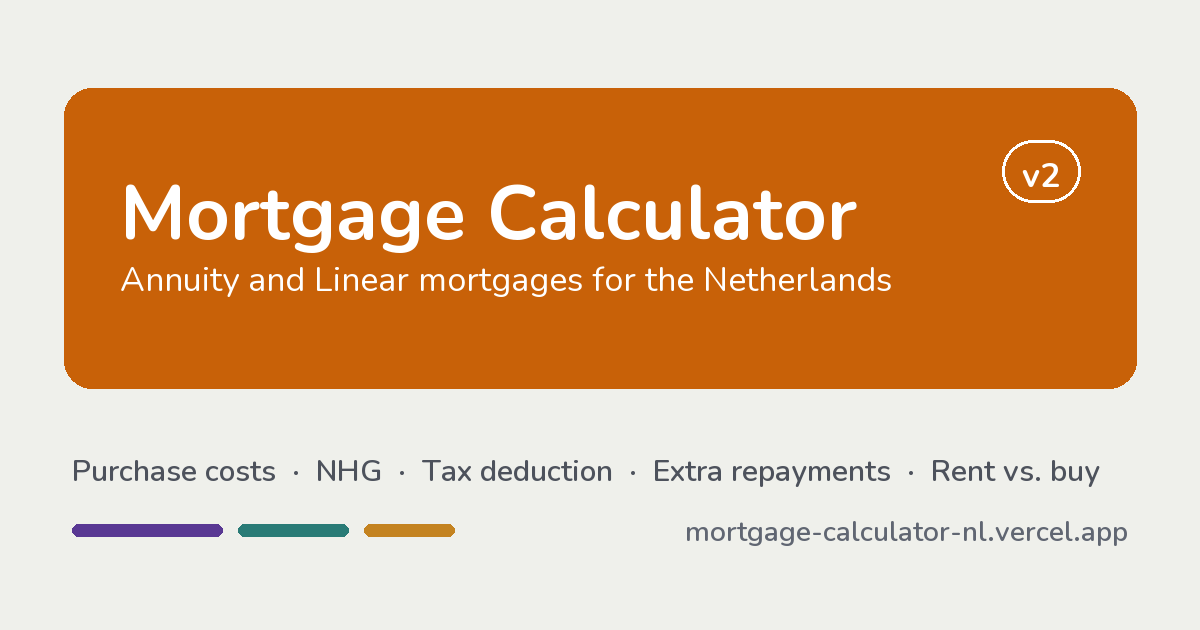 v2
Mortgage Calculator
Annuity and Linear mortgages for the Netherlands
Purchase costs · NHG · Tax deduction · Extra repayments · Rent vs. buy
mortgage-calculator-nl.vercel.app